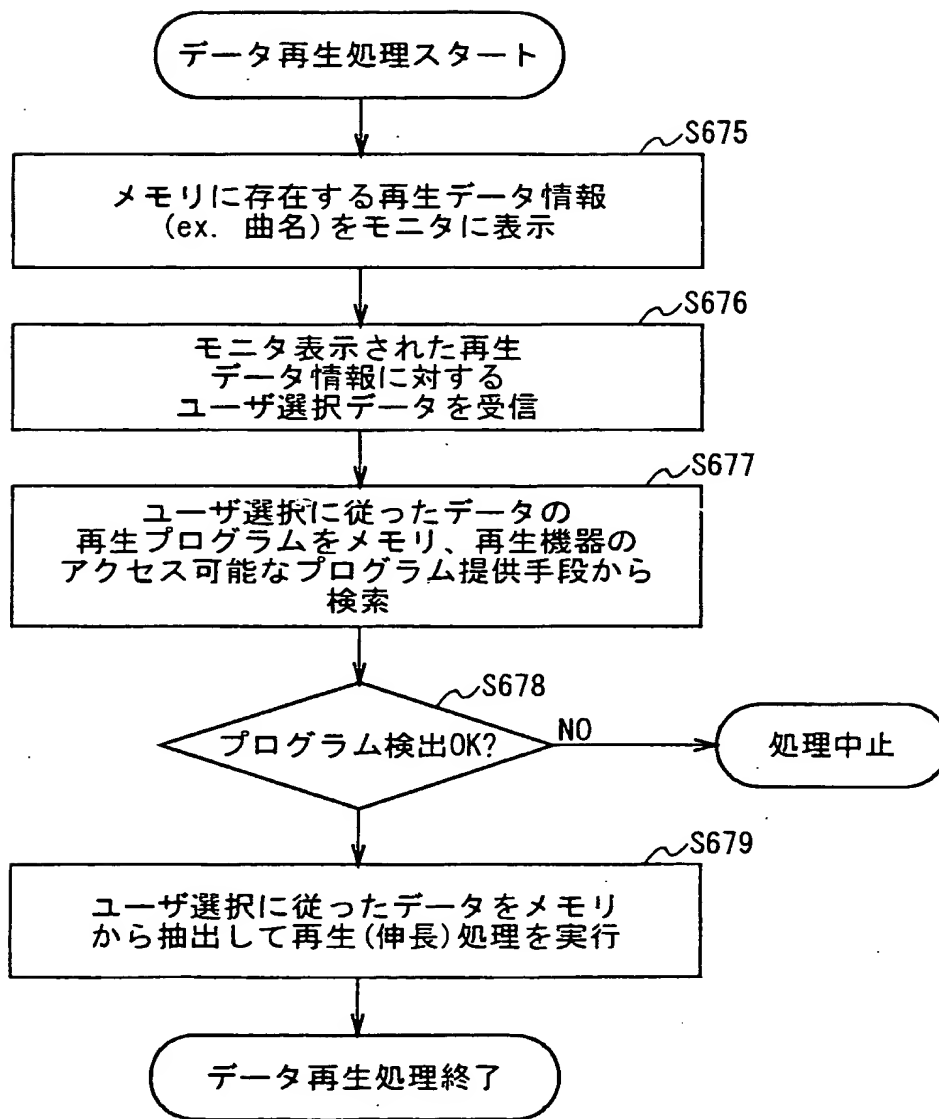 データ再生処理スタート
S675
メモリに存在する再生データ情報
(ex. 曲名)をモニタに表示
S676
モニタ表示された再生
データ情報に対する
ユーザ選択データを受信
S677
ユーザ選択に従ったデータの
再生プログラムをメモリ、再生機器の
アクセス可能なプログラム提供手段から
検索
S678
プログラム検出OK?
NO
処理中止
S679
ユーザ選択に従ったデータをメモリ
から抽出して再生(伸長)処理を実行
データ再生処理終了